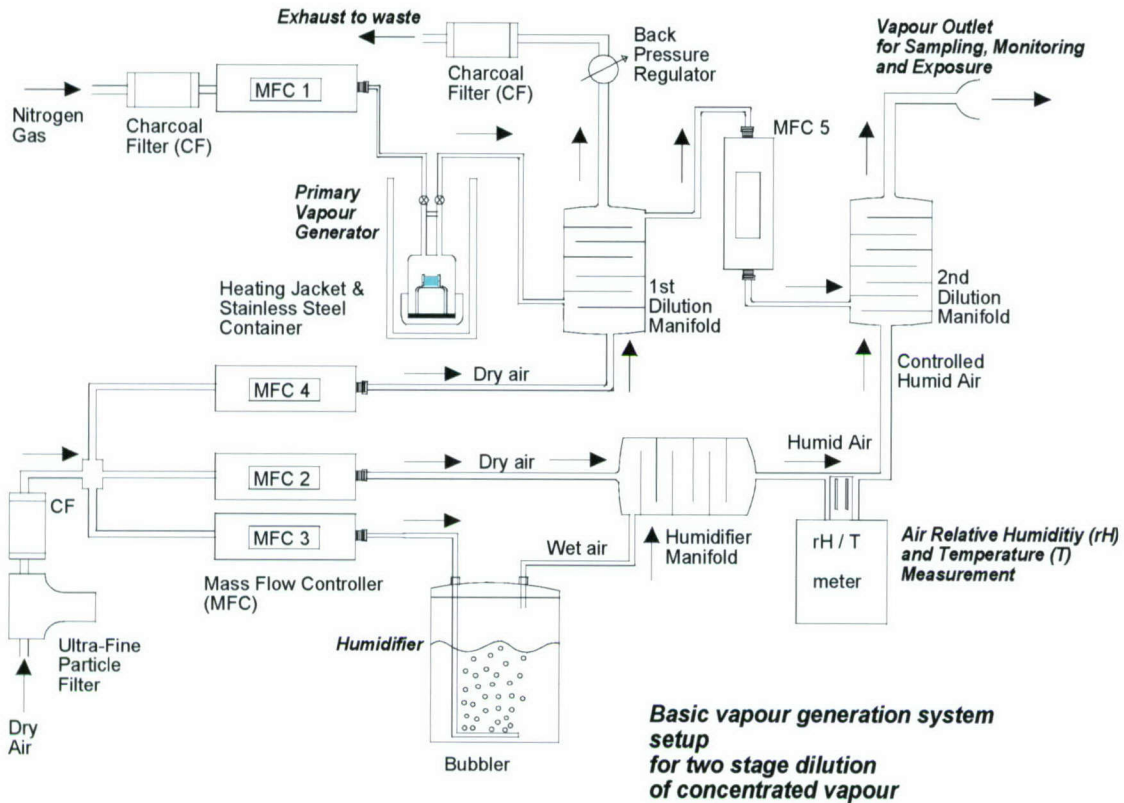 Exhaust to waste
Nitrogen
Gas
Charcoal
Filter (CF)
MFC 1
Charcoal
Filter (CF)
Back
Pressure
Regulator
Vapour Outlet
for Sampling, Monitoring
and Exposure
MFC 5
Primary
Vapour
Generator
Heating Jacket &
Stainless Steel
Container
1st
Dilution
Manifold
2nd
Dilution
Manifold
Controlled
Humid Air
MFC 4
Dry air
MFC 2
Dry air
Humid Air
CF
MFC 3
Mass Flow Controller
(MFC)
Wet air
Humidifier
Manifold
rH / T
meter
Air Relative Humiditiy (rH)
and Temperature (T)
Measurement
Ultra-Fine
Particle
Filter
Dry
Air
Humidifier
Bubbler
Basic vapour generation system
setup
for two stage dilution
of concentrated vapour